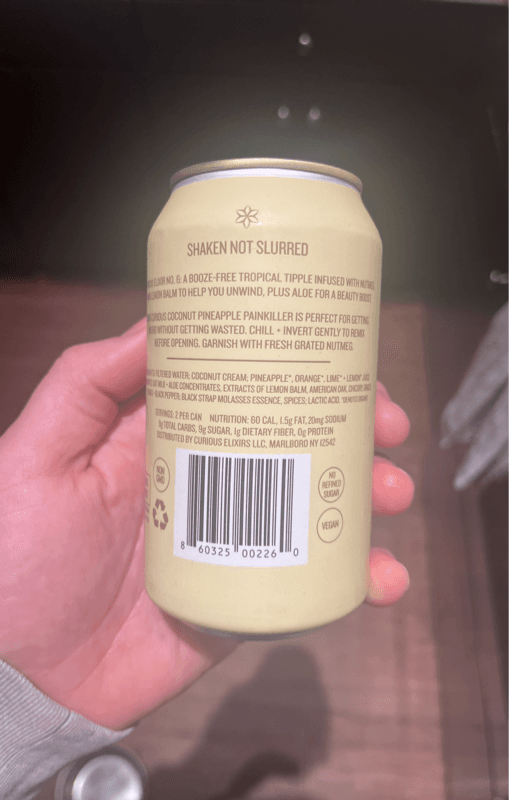 SHAKEN NOT SLURRED
ELIXIR NO. 6: A BOOZE-FREE TROPICAL TIPPLE INFUSED WITH
LEMON BALM TO HELP YOU UNWIND, PLUS ALOE FOR A BEAUTY BOOST.
COCONUT PINEAPPLE PAINKILLER IS PERFECT FOR GETTING
WITHOUT GETTING WASTED. CHILL + INVERT GENTLY TO REMIX
BEFORE OPENING. GARNISH WITH FRESH GRATED NUTMEG.
FILTERED WATER; COCONUT CREAM; PINEAPPLE*, ORANGE*, LIME* + LEMON*
+ ALOE CONCENTRATES, EXTRACTS OF LEMON BALM, AMERICAN OAK,
BLACK PEPPER; BLACK STRAP MOLASSES ESSENCE, SPICES; LACTIC ACID.
SERVINGS: 2 PER CAN NUTRITION: 60 CAL, 1.5g FAT, 20mg SODIUM
TOTAL CARBS, 9g SUGAR, 1g DIETARY FIBER, 0g PROTEIN
DISTRIBUTED BY CURIOUS ELIXIRS LLC, MARLBORO NY 12542
NON
GMO
NO
REFINED
SUGAR
VEGAN
8 60325 00226 0